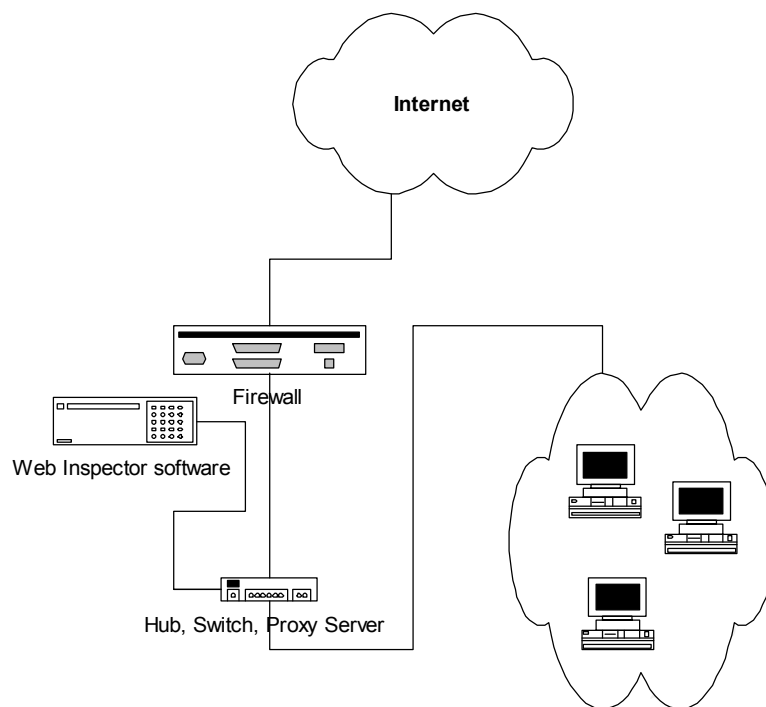 Internet
Firewall
Web Inspector software
Hub, Switch, Proxy Server